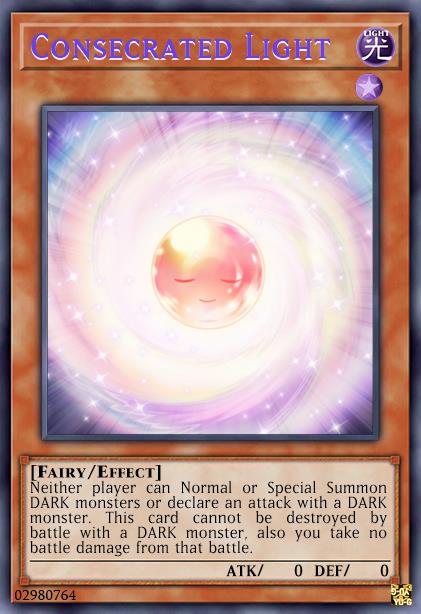 Consecrated Light
LIGHT
光
[Fairy/Effect]
Neither player can Normal or Special Summon
DARK monsters or declare an attack with a DARK
monster. This card cannot be destroyed by
battle with a DARK monster, also you take no
battle damage from that battle.
ATK/ 0 DEF/ 0
02980764